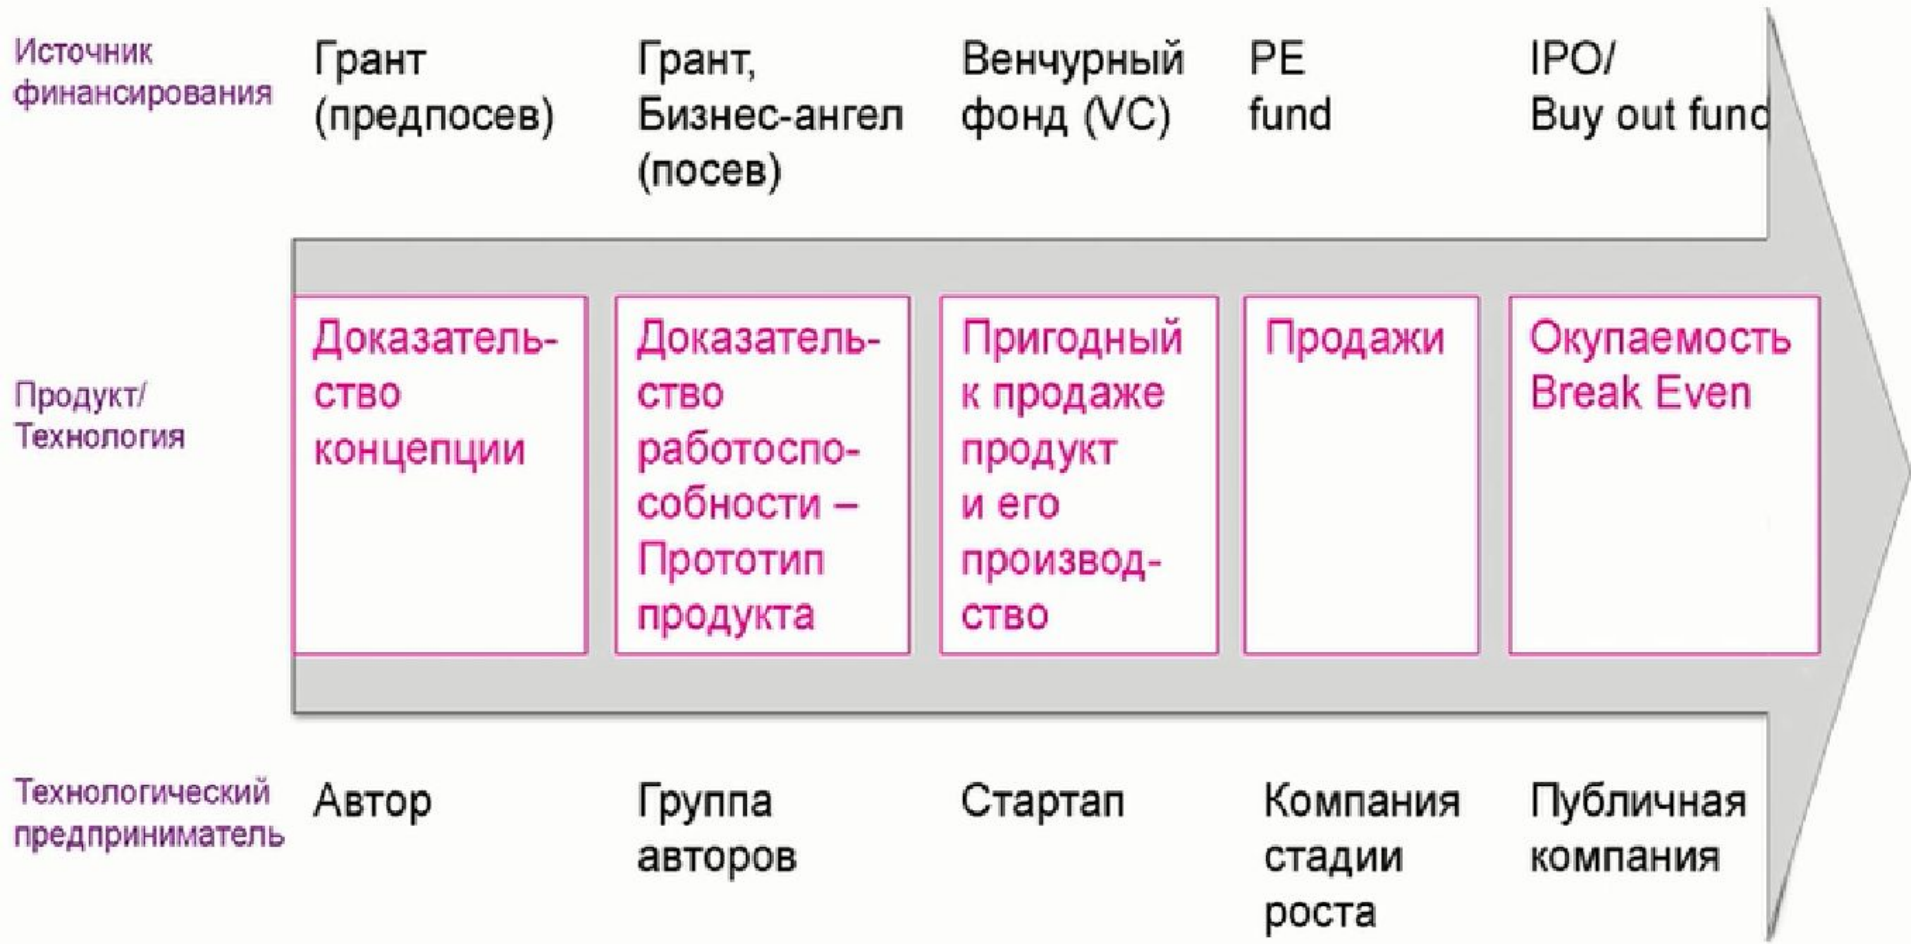 Источник
финансирования
Грант
(предпосев)
Грант,
Бизнес-ангел
(посев)
Венчурный
фонд (VC)
PE
fund
IPO/
Buy out fund
Продукт/
Технология
Доказатель-
ство
концепции
Доказатель-
ство
работоспо-
собности –
Прототип
продукта
Пригодный
к продаже
продукт
и его
производ-
ство
Продажи
Окупаемость
Break Even
Технологический
предприниматель
Автор
Группа
авторов
Стартап
Компания
стадии
роста
Публичная
компания